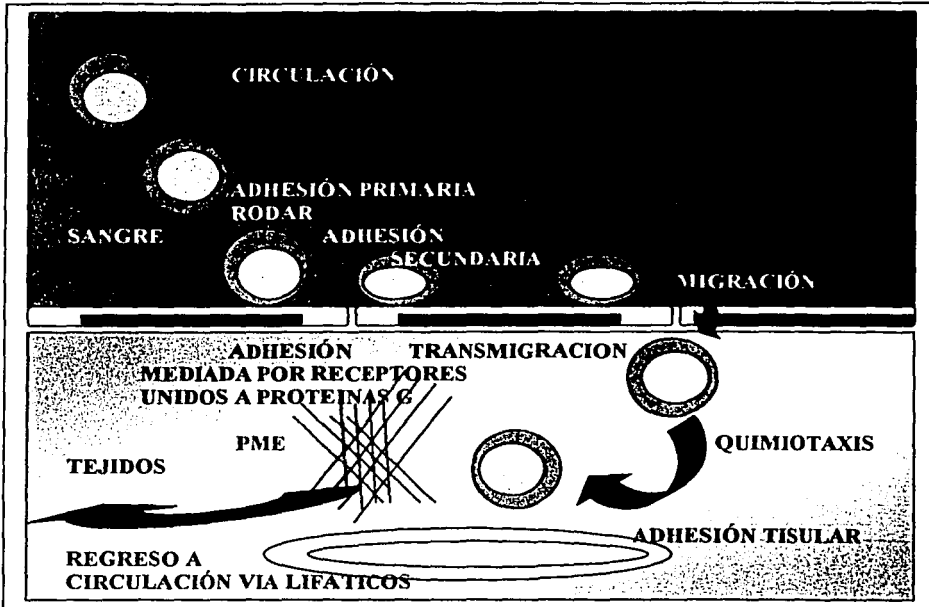 CIRCULACIÓN
ADHESIÓN PRIMARIA
RODAR
SANGRE
ADHESIÓN
SECUNDARIA
MIGRACIÓN
ADHESIÓN
MEDIADA POR RECEPTORES
UNIDOS A PROTEINAS G
TRANSMIGRACION
PME
QUIMIOTAXIS
TEJIDOS
ADHESIÓN TISULAR
REGRESO A
CIRCULACIÓN VIA LIFÁTICOS